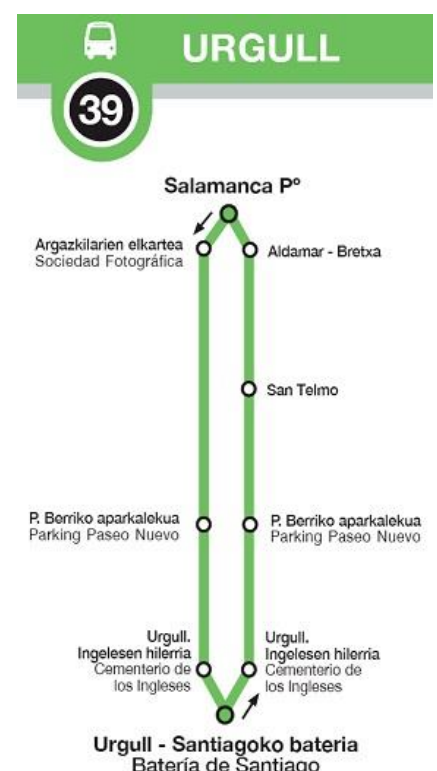 URGULL
39
Salamanca Pº
Argazkilarien elkartea
Sociedad Fotográfica
Aldamar - Bretxa
San Telmo
P. Berriko aparkalekua
Parking Paseo Nuevo
P. Berriko aparkalekua
Parking Paseo Nuevo
Urgull.
Ingelesen hilerria
Cementerio de
los Ingleses
Urgull.
Ingelesen hilerria
Cementerio de
los Ingleses
Urgull - Santiagoko bateria
Batería de Santiago